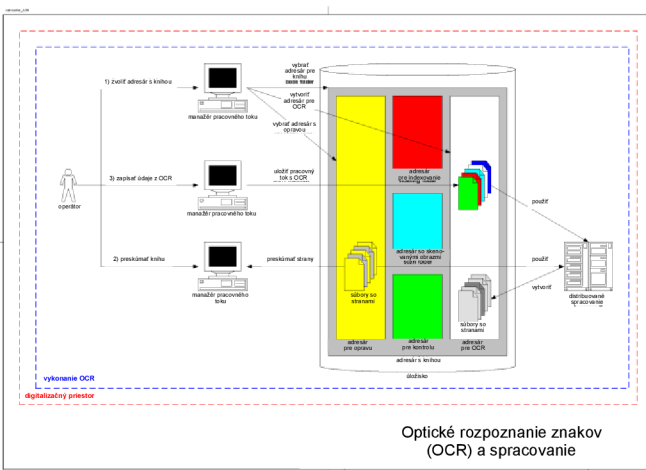 1) zvoliť adresár s knihou
manažér pracovného toku
vybrať
adresár pre
knihu
vytvoriť
adresár pre
OCR
vybrať adresár s
opravou
3) zapísať údaje z OCR
manažér pracovného toku
uložiť pracovný
tok s OCR
operátor
2) preskúmať knihu
manažér pracovného
toku
preskúmať strany
súbory so
stranami
adresár
pre opravu
adresár
pre indexovanie
adresár so skeno-
vanými obrazmi
adresár
pre kontrolu
súbory so
stranami
adresár
pre OCR
adresár s knihou
úložisko
použiť
použiť
vytvoriť
distribuované
spracovanie
vykonanie OCR
digitalizačný priestor
Optické rozpoznanie znakov
(OCR) a spracovanie